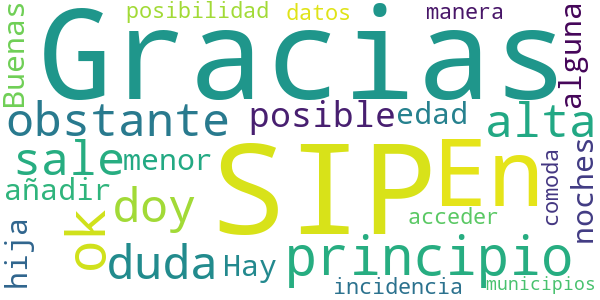 Buenas
posibilidad
datos
manera
alguna
Gracias
obstante
posible
edad
alta
sale
menor
SIP
En
noches
comoda
añadir
doy
acceder
hija
ok
duda
Hay
principio
incidencia
municipios